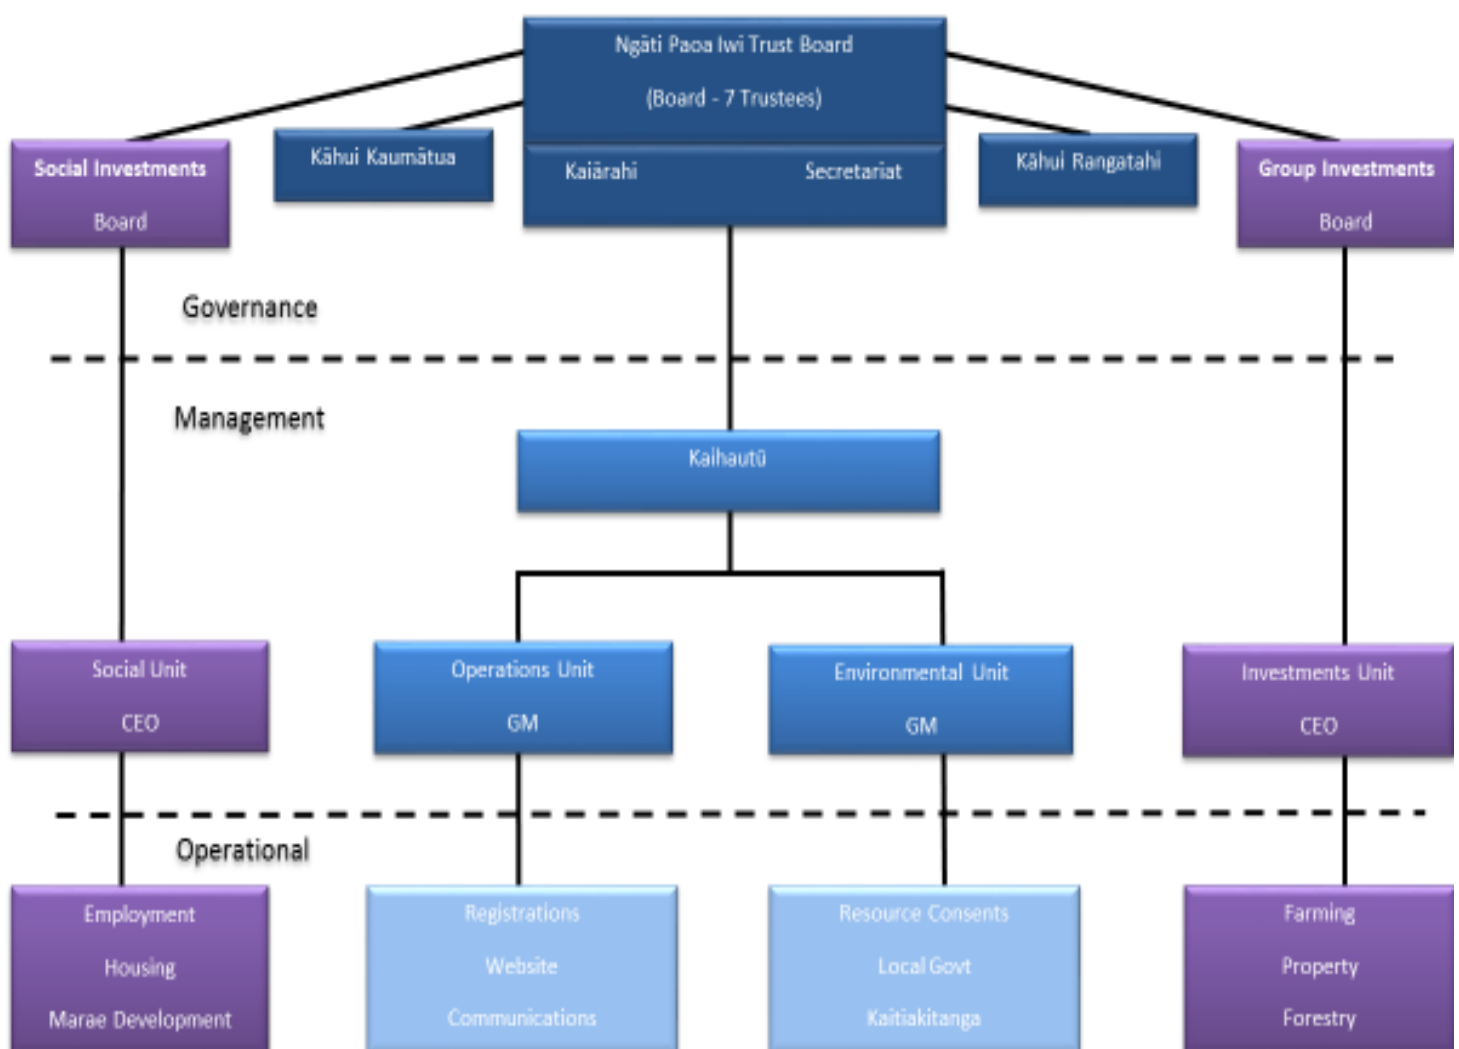 Ngāti Paoa Iwi Trust Board
(Board - 7 Trustees)
Kaiārahi Secretariat
Social Investments
Board
Kāhui Kaumātua
Kāhui Rangatahi
Group Investments
Board
Governance
Management
Kaihautū
Social Unit
CEO
Operations Unit
GM
Environmental Unit
GM
Investments Unit
CEO
Operational
Employment
Housing
Marae Development
Registrations
Website
Communications
Resource Consents
Local Govt
Kaitiakitanga
Farming
Property
Forestry